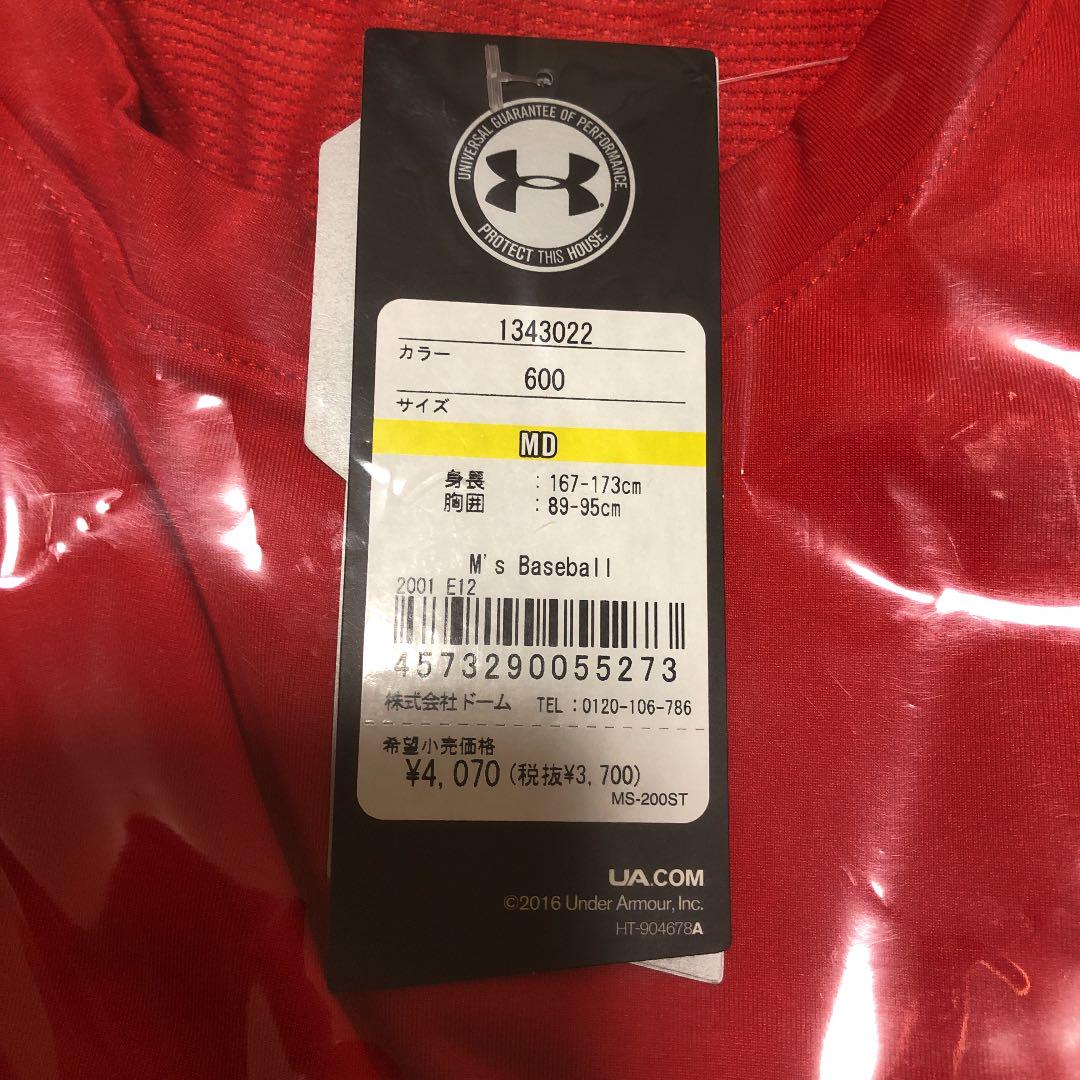 UNIVERSAL GUARANTEE OF PERFORMANCE.
PROTECT THIS HOUSE.
1343022
カラー
600
サイズ
MD
身長 : 167-173cm
胸囲 : 89-95cm
M's Baseball
2001 E12
4573290055273
株式会社ドーム TEL:0120-106-786
希望小売価格
¥4,070(税抜¥3,700)
MS-200ST
UA.COM
©2016 Under Armour, Inc.
HT-904678A